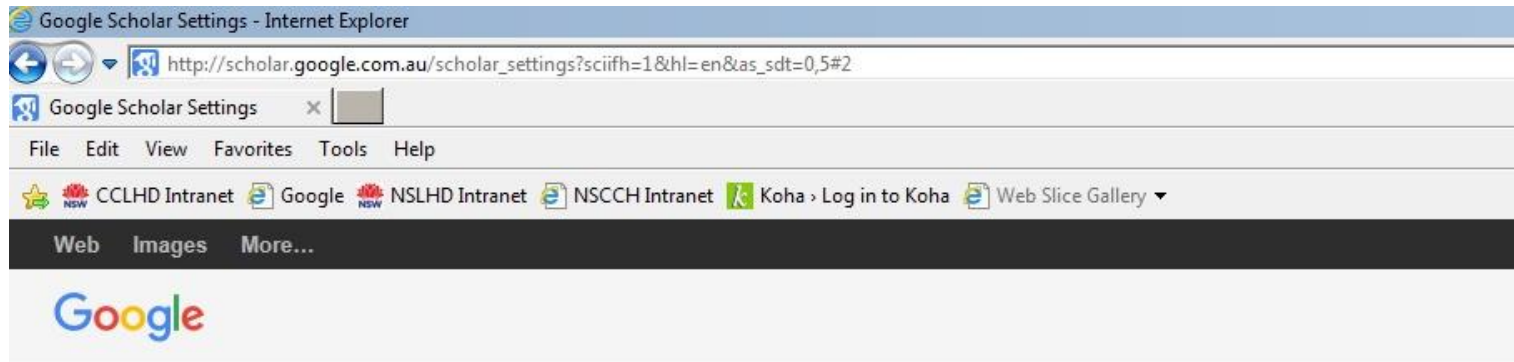 Google Scholar Settings - Internet Explorer
http://scholar.google.com.au/scholar_settings?sciifh=1&hl=en&as_sdt=0,5#2
Google Scholar Settings
File Edit View Favorites Tools Help
NSW CCLHD Intranet Google NSW NSLHD Intranet NSCCH Intranet k Koha › Log in to Koha Web Slice Gallery
Web Images More...
Google